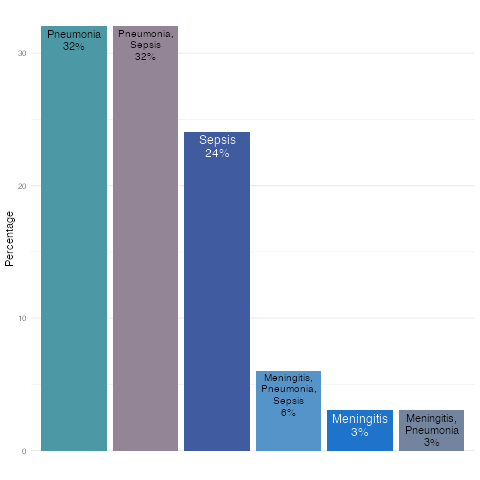 Percentage
30
20
10
0
Pneumonia
32%
Pneumonia,
Sepsis
32%
Sepsis
24%
Meningitis,
Pneumonia,
Sepsis
6%
Meningitis
3%
Meningitis,
Pneumonia
3%